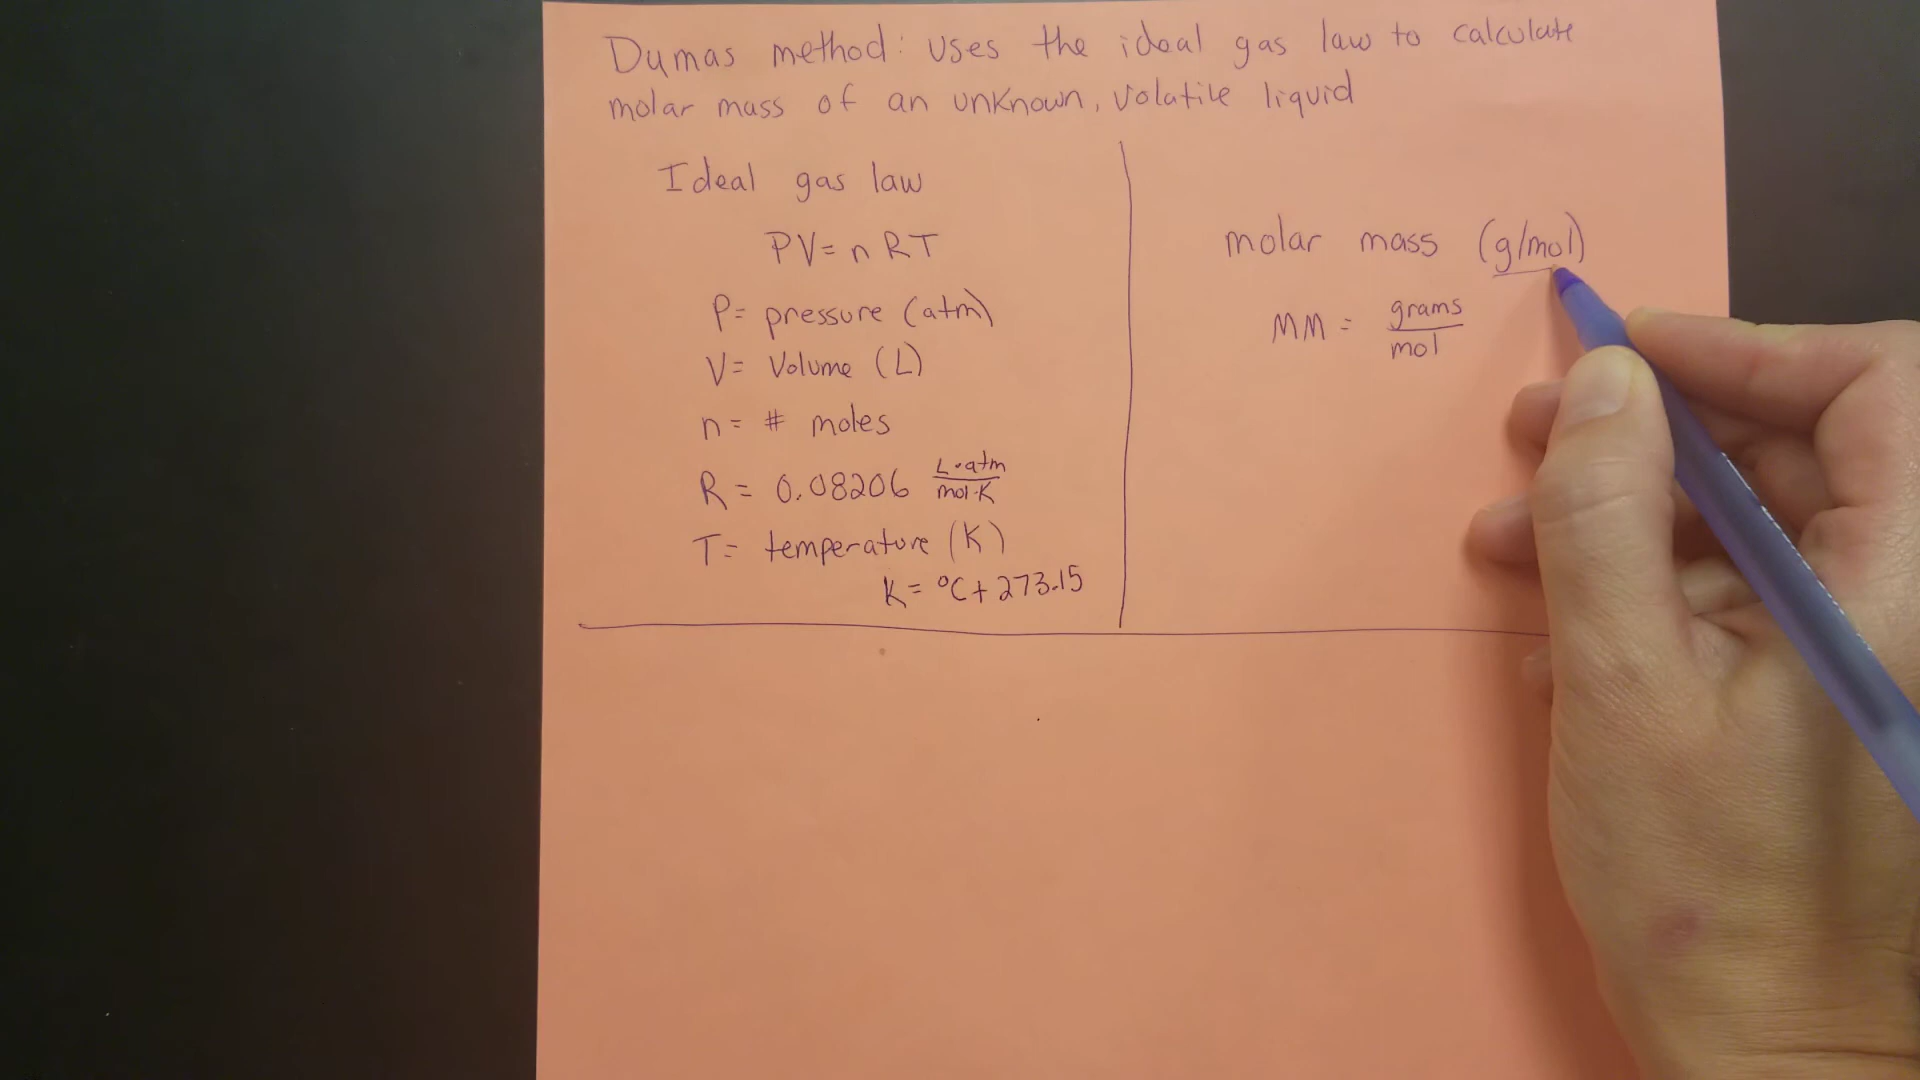 Dumas method: uses the ideal gas law to calculate
molar mass of an unknown, volatile liquid
Ideal gas law
PV = nRT
P= pressure (atm)
V= Volume (L)
n= # moles
R = 0.08206 L·atm/mol·K
T= temperature (K)
K= °C + 273.15
molar mass (g/mol)
MM = grams/mol